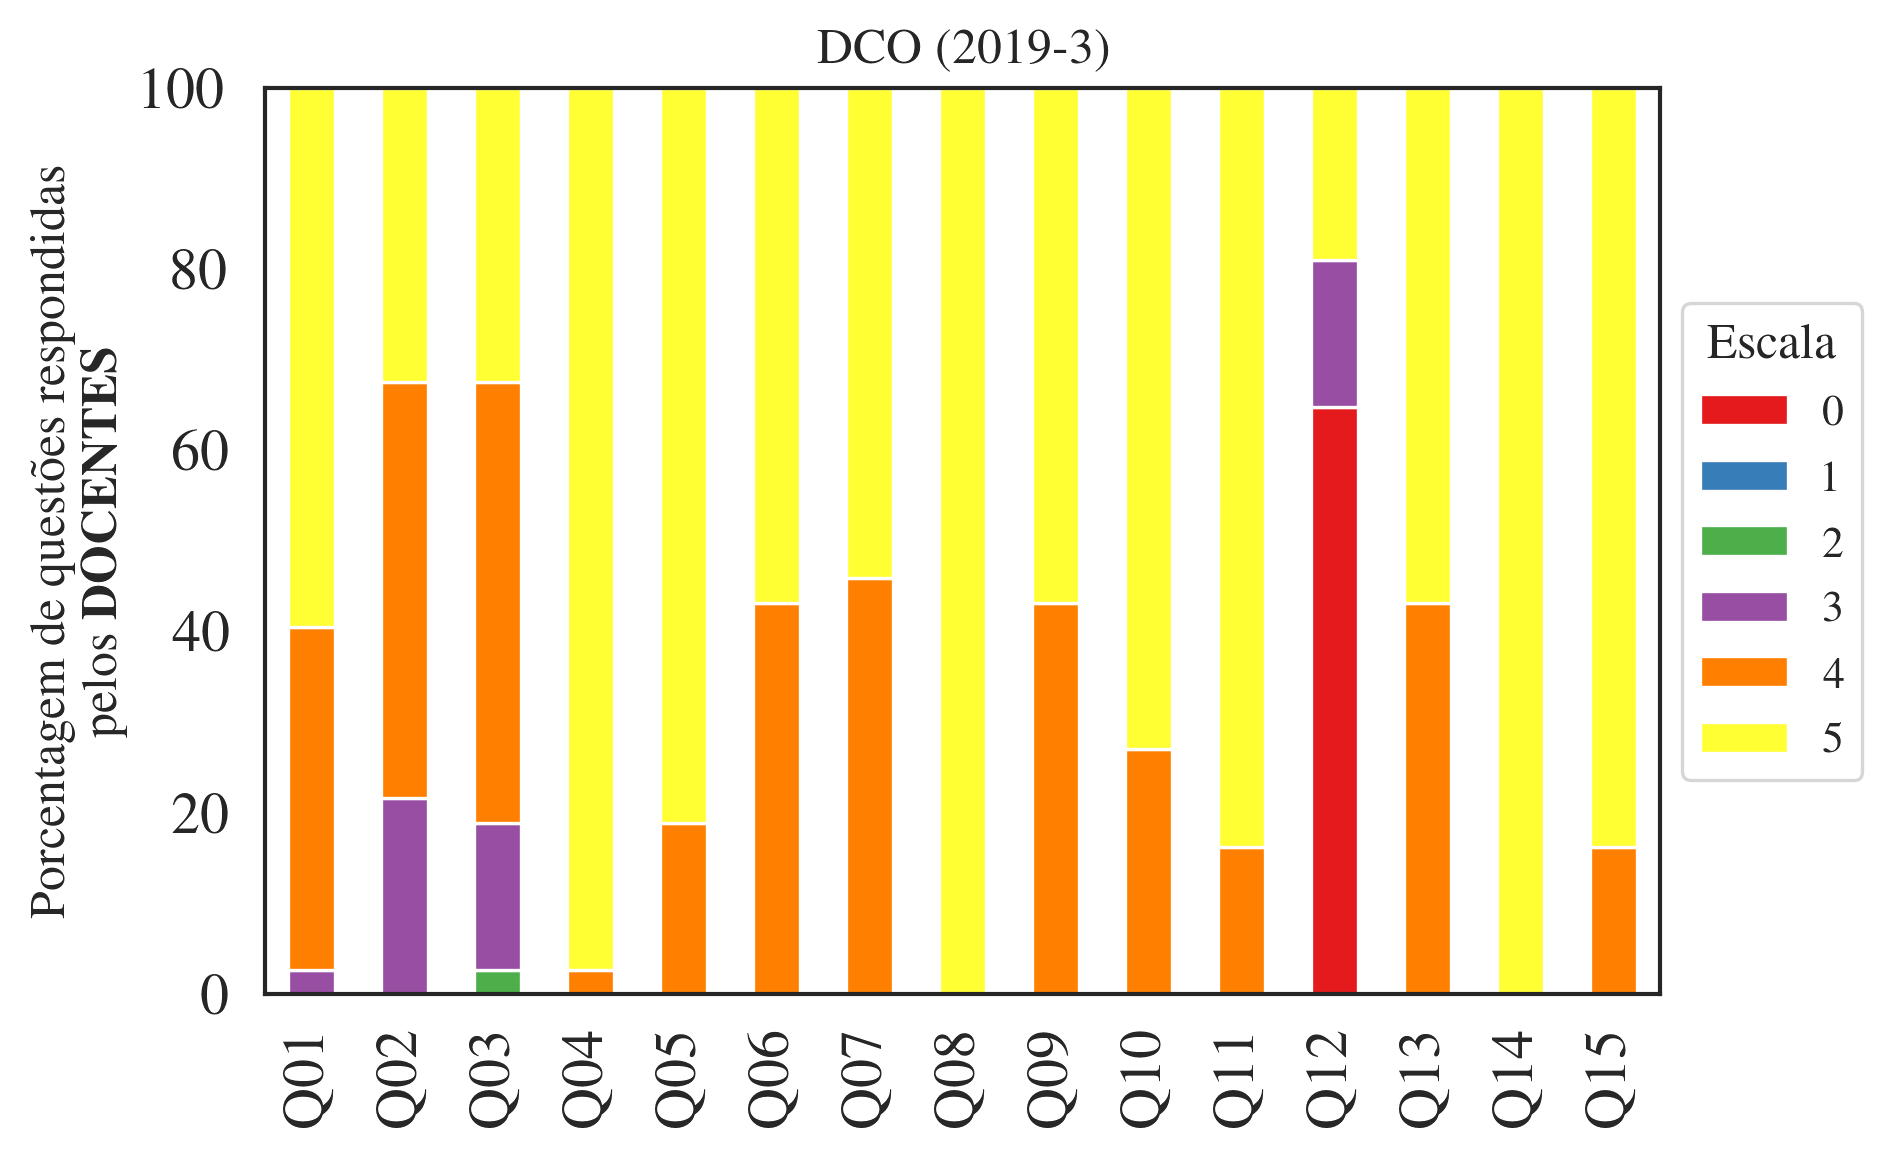 DCO (2019-3)
Porcentagem de questões respondidas
pelos DOCENTES
100
80
60
40
20
0
Q01
Q02
Q03
Q04
Q05
Q06
Q07
Q08
Q09
Q10
Q11
Q12
Q13
Q14
Q15
Escala
0
1
2
3
4
5